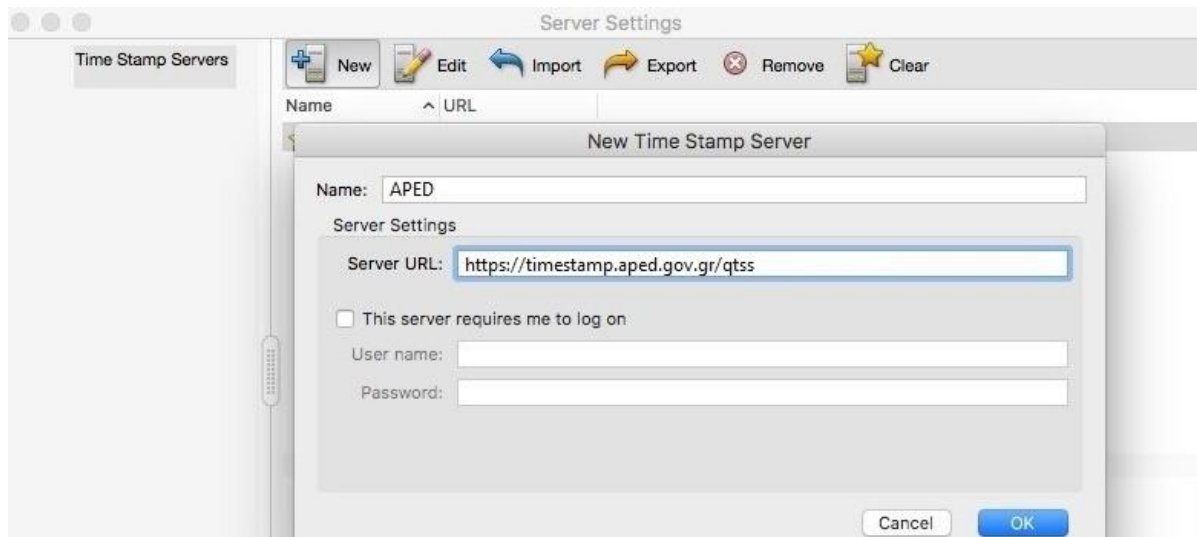 Server Settings
Time Stamp Servers
New Edit Import Export Remove Clear
Name URL
New Time Stamp Server
Name: APED
Server Settings
Server URL: https://timestamp.aped.gov.gr/qtss
This server requires me to log on
User name:
Password:
Cancel OK